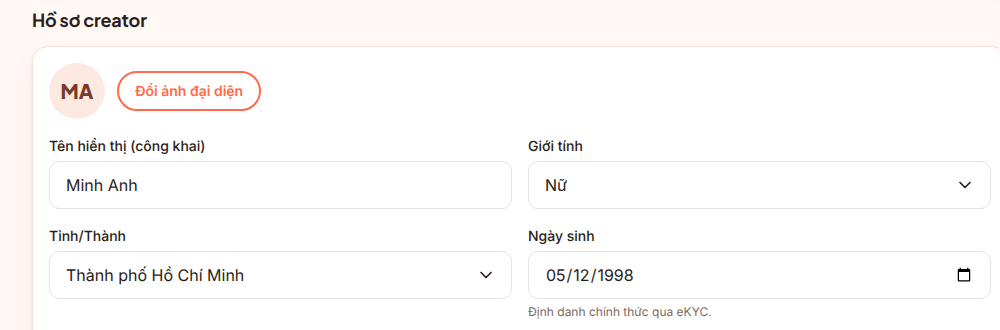 Hồ sơ creator
MA
Đổi ảnh đại diện
Tên hiển thị (công khai)
Giới tính
Minh Anh
Nữ
Tỉnh/Thành
Ngày sinh
Thành phố Hồ Chí Minh
05/12/1998
Định danh chính thức qua eKYC.